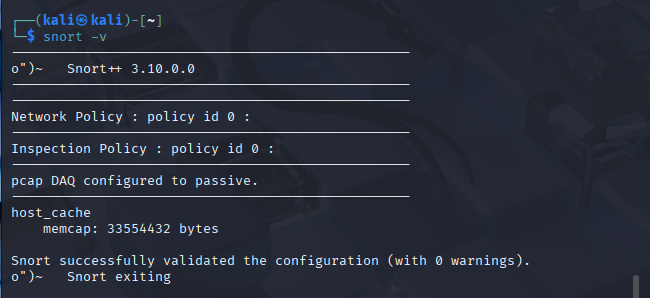 ┌──(kali㉿kali)-[~]
└─$ snort -v
o")~   Snort++ 3.10.0.0
Network Policy : policy id 0 :
Inspection Policy : policy id 0 :
pcap DAQ configured to passive.
host_cache
    memcap: 33554432 bytes
Snort successfully validated the configuration (with 0 warnings).
o")~   Snort exiting